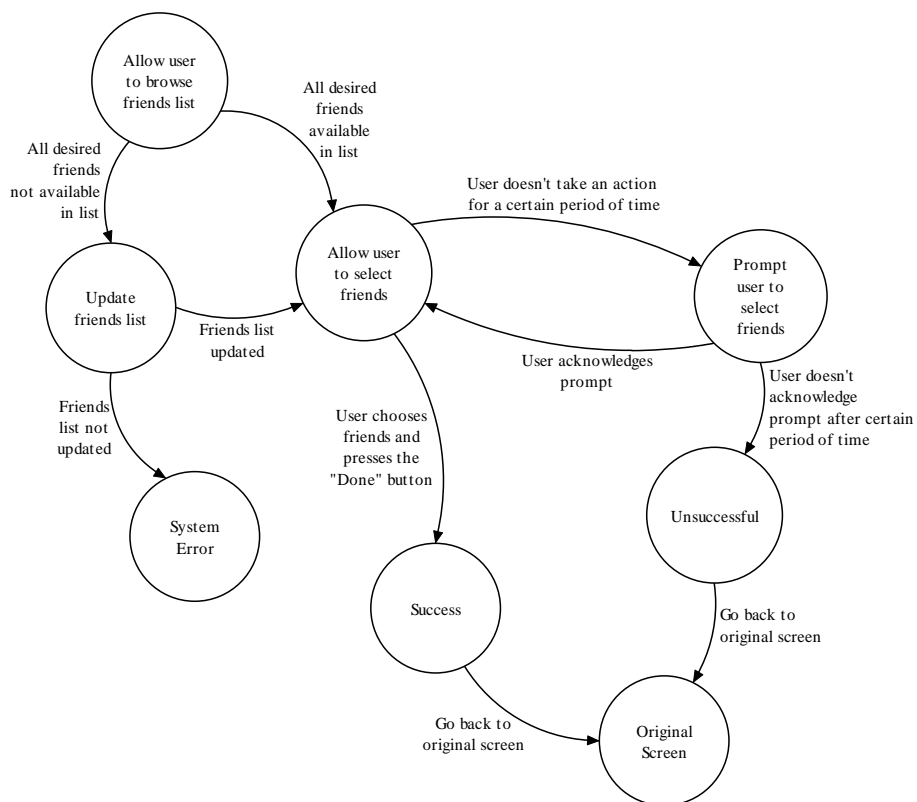 Allow user
to browse
friends list
All desired
friends
available
in list
All desired
friends
not available
in list
User doesn't take an action
for a certain period of time
Allow user
to select
friends
Prompt
user to
select
friends
Update
friends list
Friends list
updated
User acknowledges
prompt
User doesn't
acknowledge
prompt after certain
period of time
Friends
list not
updated
User chooses
friends and
presses the
"Done" button
System
Error
Unsuccessful
Success
Go back to
original screen
Go back to
original screen
Original
Screen